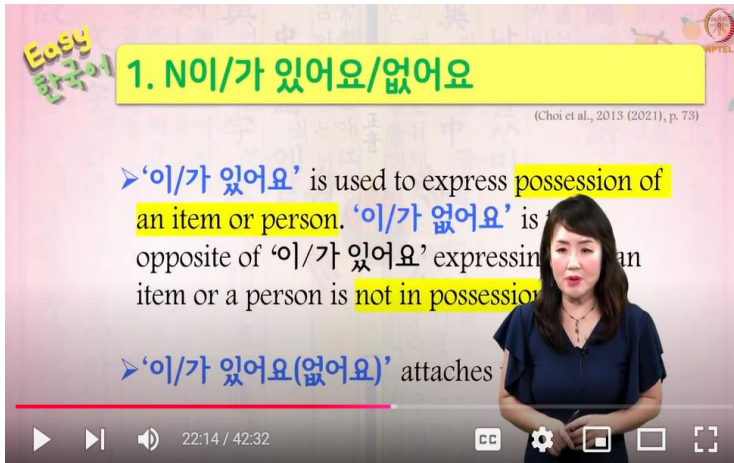 Easy
한국어
NPTEL
1. N이/가 있어요/없어요
(Choi et al., 2013 (2021), p. 73)
➢‘이/가 있어요’ is used to express possession of
an item or person. ‘이/가 없어요’ is
opposite of ‘이/가 있어요’ expressin an
item or a person is not in possession
➢‘이/가 있어요(없어요)’ attaches
22:14 / 42:32
CC